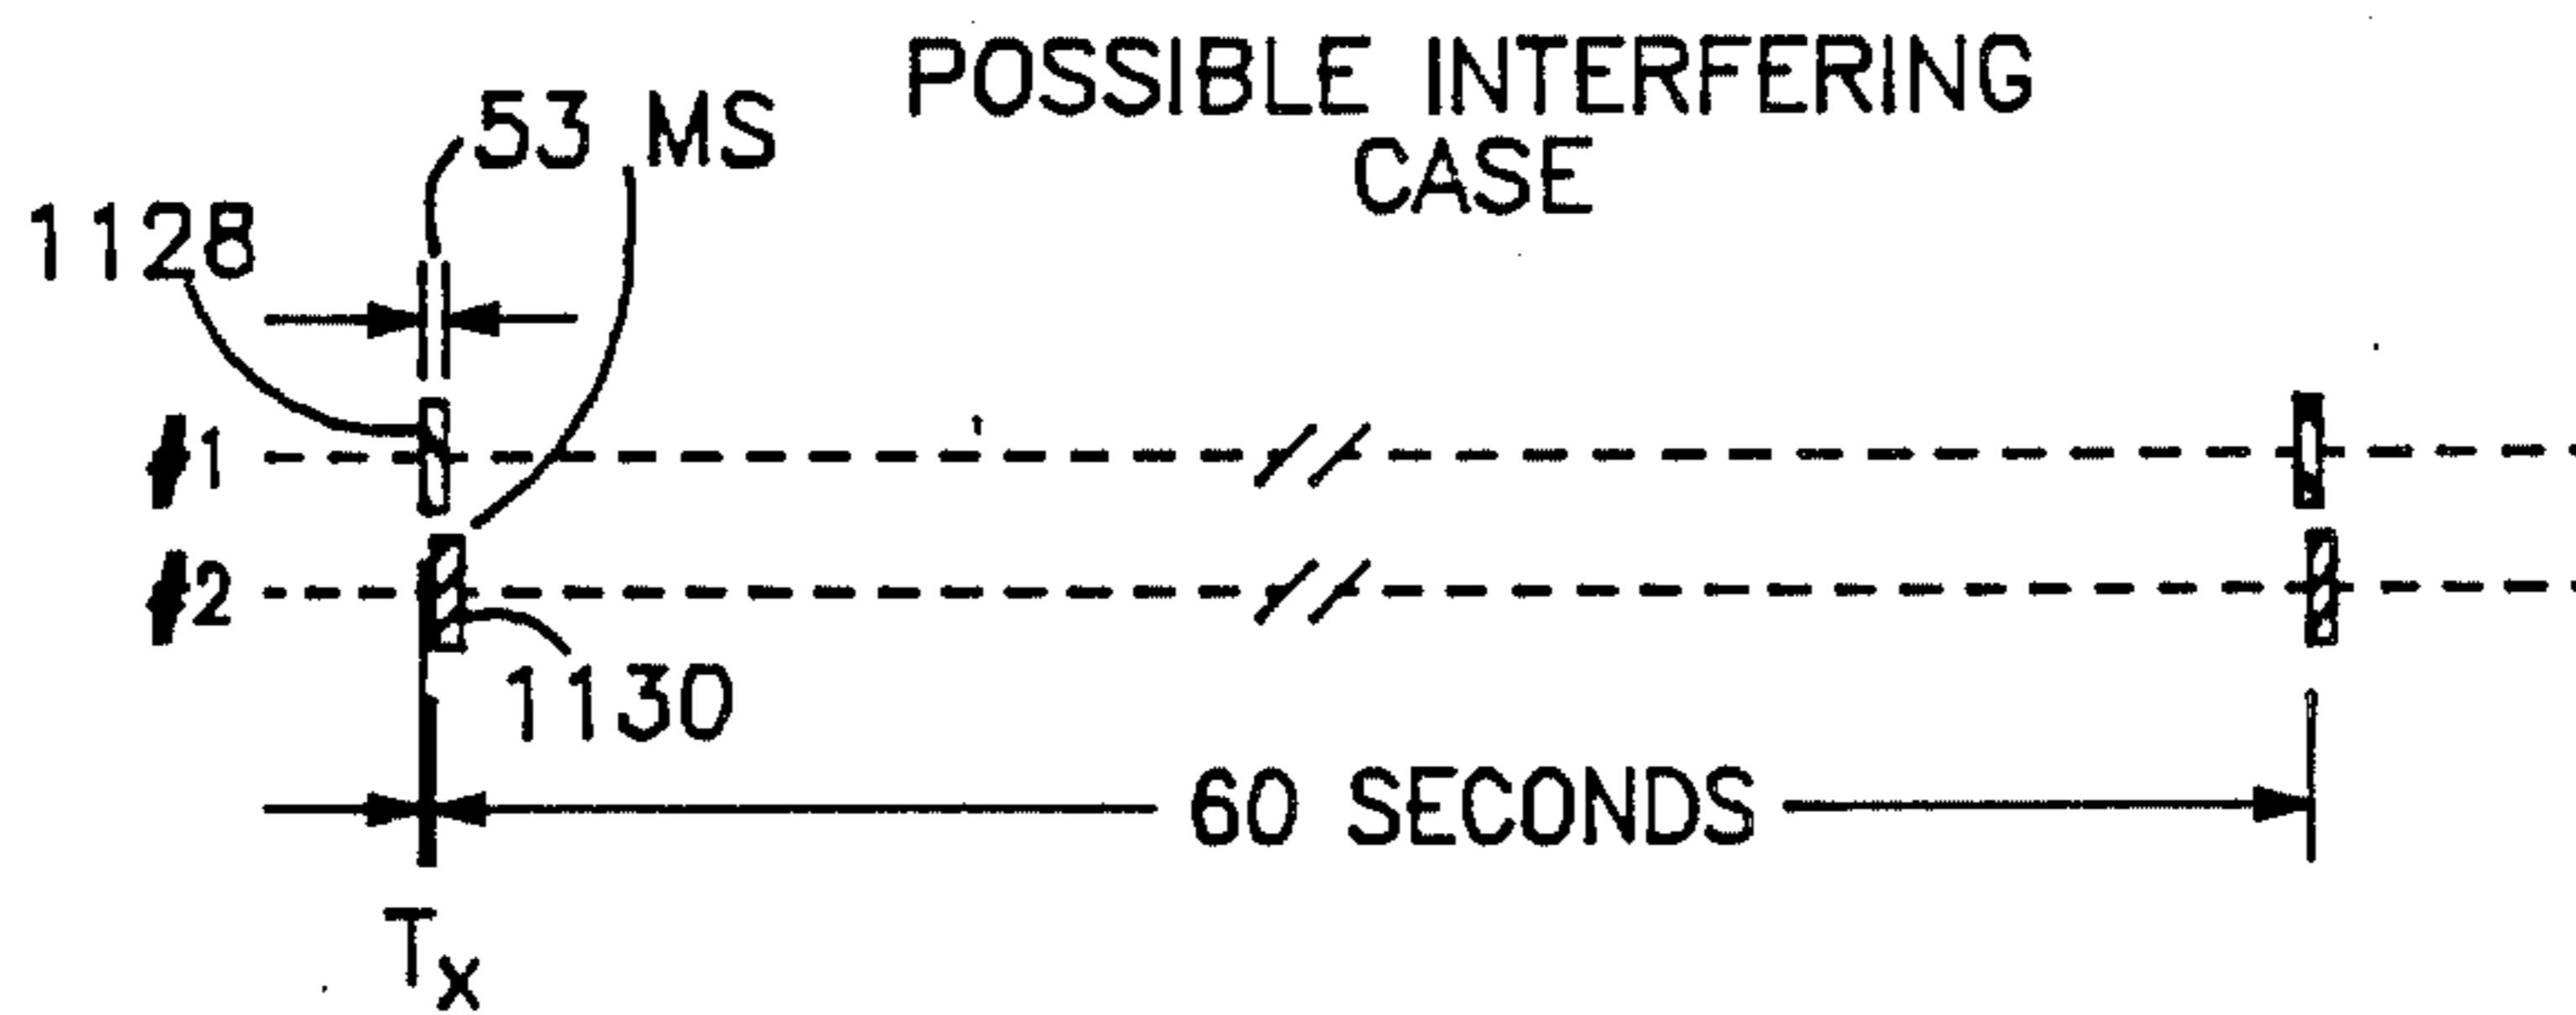 POSSIBLE INTERFERING
CASE
53 MS
1128
#1
#2
1130
60 SECONDS
Tx